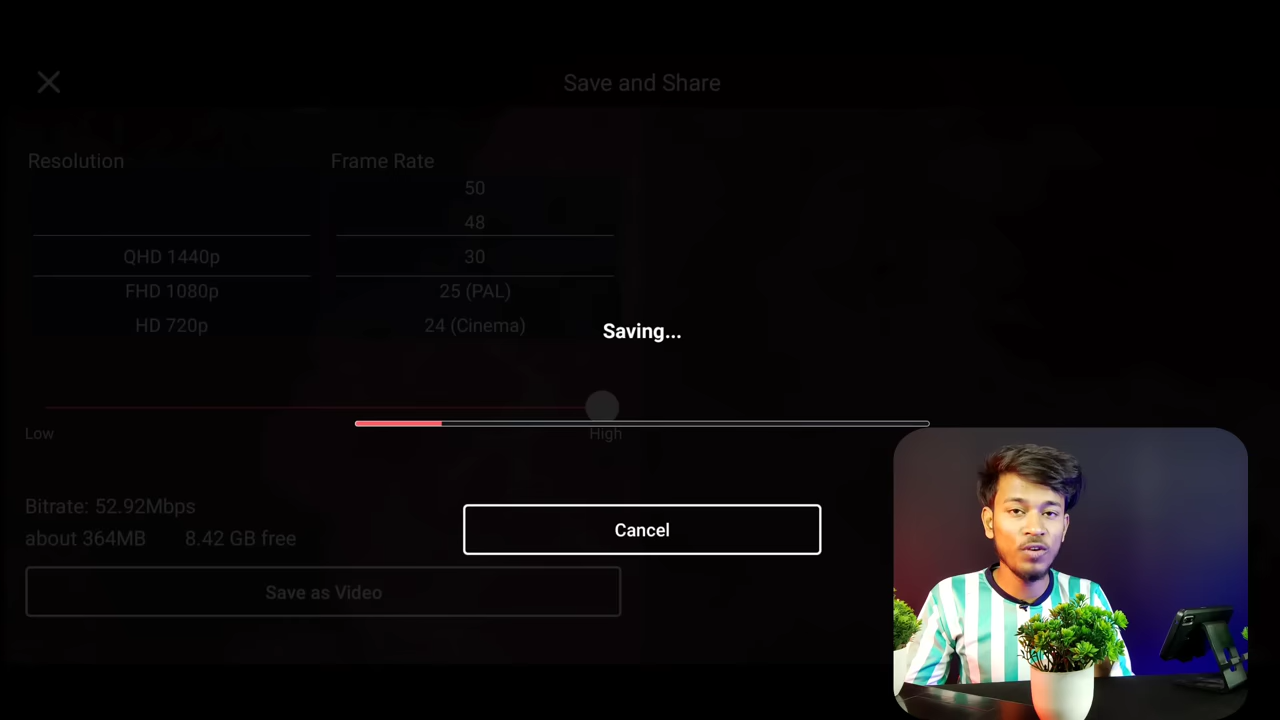 Save and Share
Resolution
Frame Rate
50
48
QHD 1440p
30
FHD 1080p
25 (PAL)
HD 720p
24 (Cinema)
Saving...
Low
High
Bitrate: 52.92Mbps
about 364MB 8.42 GB free
Cancel
Save as Video